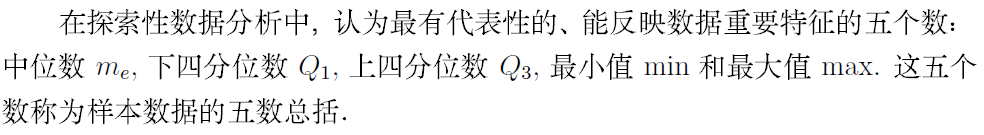 在探索性数据分析中, 认为最有代表性的、能反映数据重要特征的五个数:
中位数 mₑ, 下四分位数 Q₁, 上四分位数 Q₃, 最小值 min 和最大值 max. 这五个
数称为样本数据的五数总括.